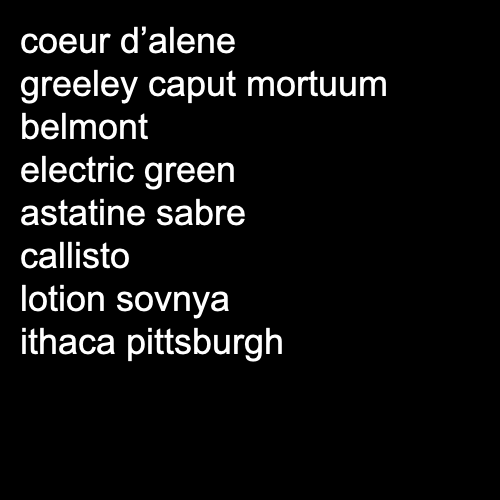 coeur d’alene
greeley caput mortuum
belmont
electric green
astatine sabre
callisto
lotion sovnya
ithaca pittsburgh